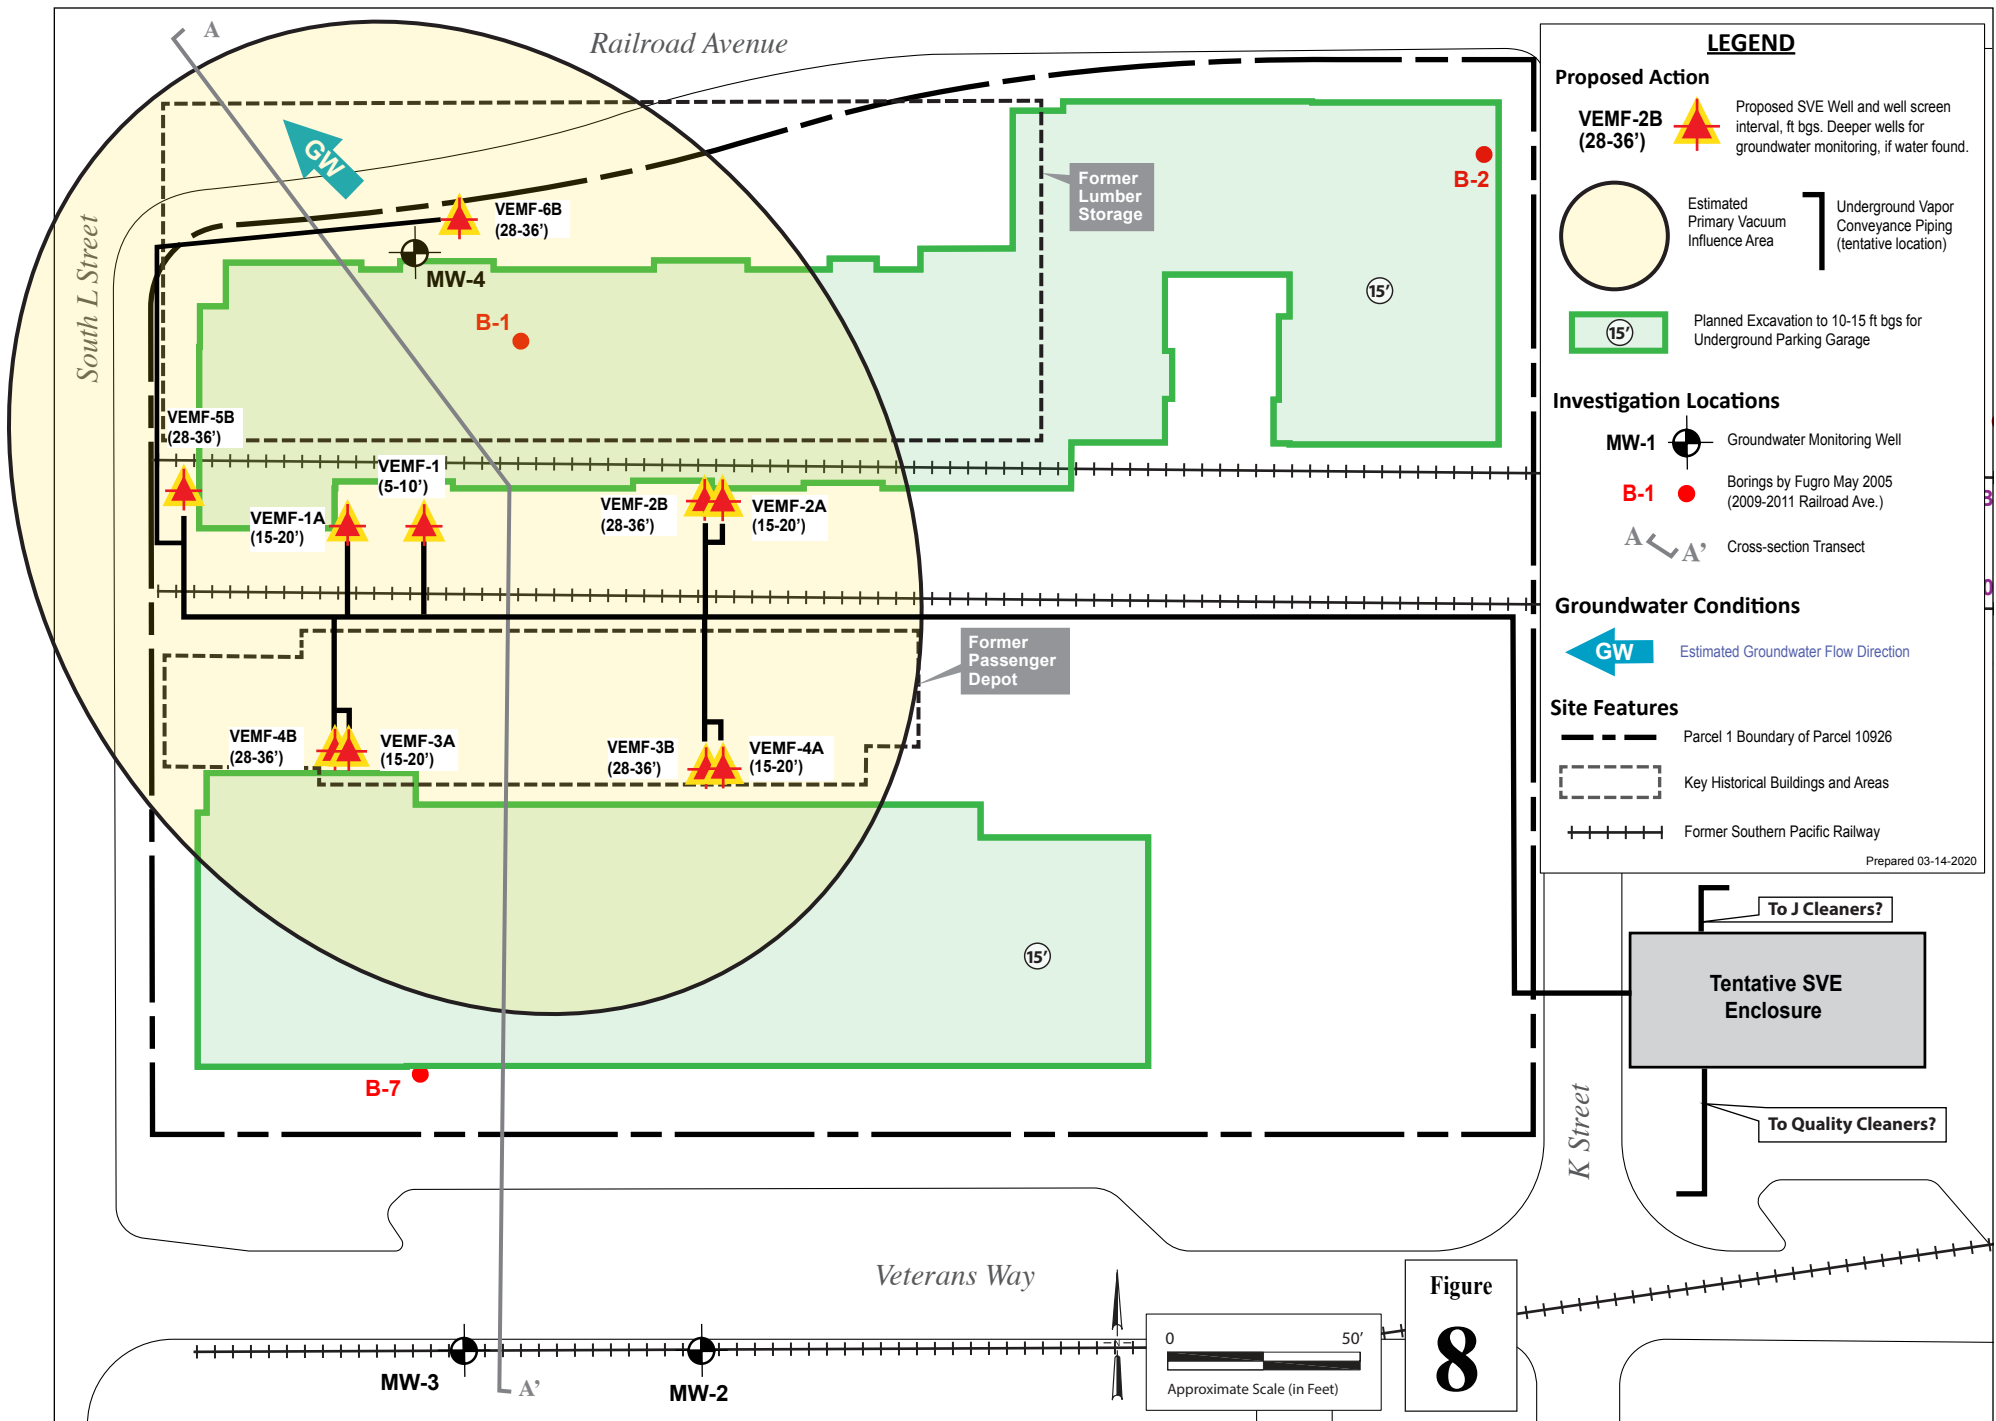 A
Railroad Avenue
GW
South L Street
VEMF-6B
(28-36')
MW-4
B-1
Former
Lumber
Storage
B-2
15'
VEMF-5B
(28-36')
VEMF-1
(5-10')
VEMF-1A
(15-20')
VEMF-2B
(28-36')
VEMF-2A
(15-20')
Former
Passenger
Depot
VEMF-4B
(28-36')
VEMF-3A
(15-20')
VEMF-3B
(28-36')
VEMF-4A
(15-20')
15'
B-7
K Street
Veterans Way
MW-3
A'
MW-2
N
0 50'
Approximate Scale (in Feet)
Figure
8
LEGEND
Proposed Action
VEMF-2B
(28-36')
Proposed SVE Well and well screen
interval, ft bgs. Deeper wells for
groundwater monitoring, if water found.
Estimated
Primary Vacuum
Influence Area
Underground Vapor
Conveyance Piping
(tentative location)
15'
Planned Excavation to 10-15 ft bgs for
Underground Parking Garage
Investigation Locations
MW-1
Groundwater Monitoring Well
B-1
Borings by Fugro May 2005
(2009-2011 Railroad Ave.)
A A'
Cross-section Transect
Groundwater Conditions
GW
Estimated Groundwater Flow Direction
Site Features
Parcel 1 Boundary of Parcel 10926
Key Historical Buildings and Areas
Former Southern Pacific Railway
Prepared 03-14-2020
To J Cleaners?
Tentative SVE
Enclosure
To Quality Cleaners?